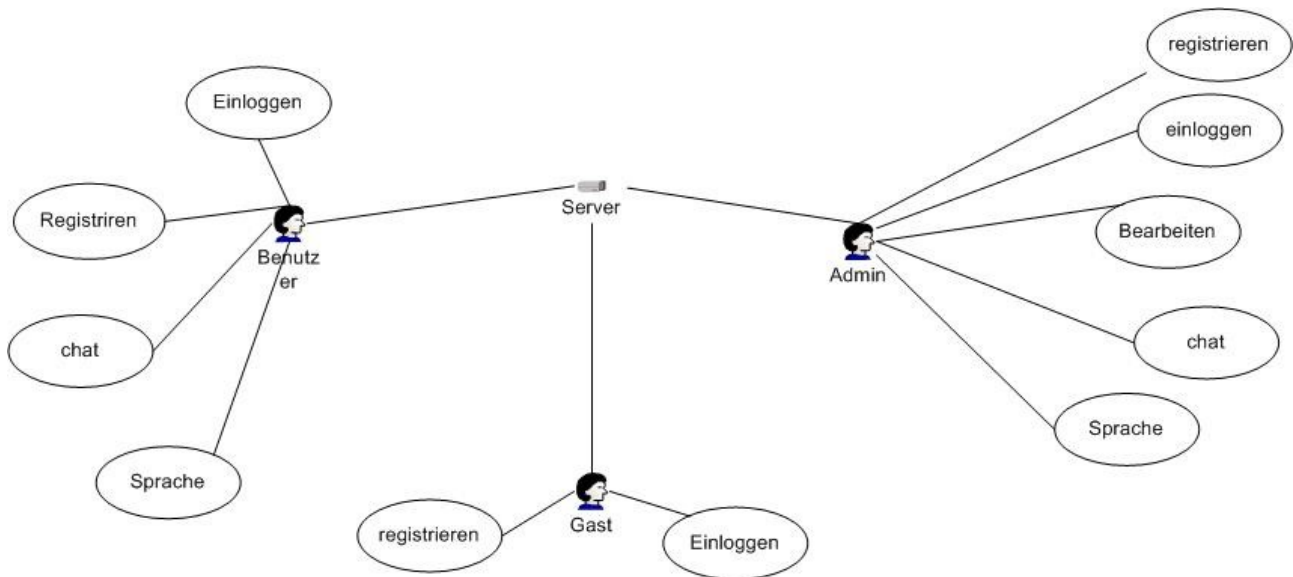 registrieren
Einloggen
einloggen
Server
Registriren
Bearbeiten
Benutz
er
Admin
chat
chat
Sprache
Sprache
registrieren
Gast
Einloggen